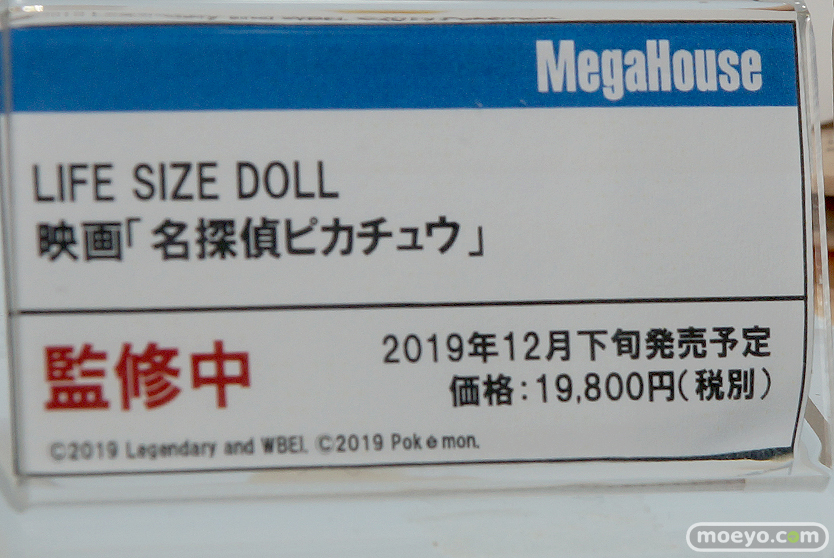 MegaHouse
LIFE SIZE DOLL
映画「名探偵ピカチュウ」
監修中
2019年12月下旬発売予定
価格:19,800円(税別)
©2019 Legendary and WBEI. ©2019 Pokémon.
moeyo.com